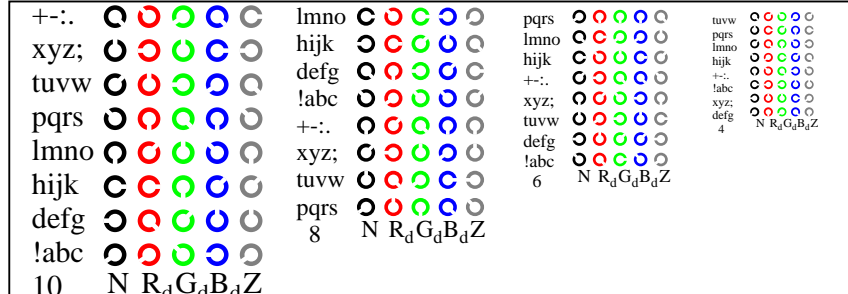 +-:.
xyz;
tuvw
pqrs
lmno
hijk
defg
!abc
10 N RdGdBdZ
lmno
hijk
defg
!abc
+-:.
xyz;
tuvw
pqrs
8 N RdGdBdZ
pqrs
lmno
hijk
+-:.
xyz;
tuvw
defg
!abc
6 N RdGdBdZ
tuvw
pqrs
lmno
hijk
+-:.
!abc
xyz;
defg
4 N RdGdBdZ